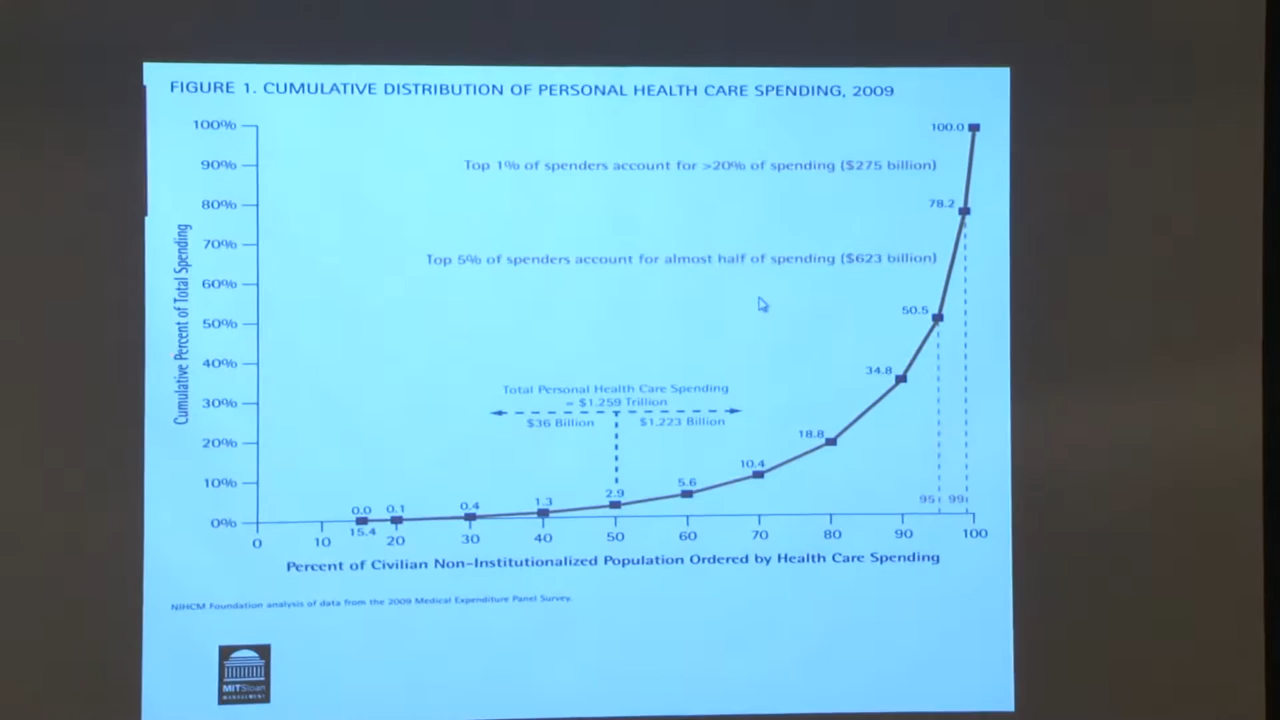 FIGURE 1. CUMULATIVE DISTRIBUTION OF PERSONAL HEALTH CARE SPENDING, 2009
100%
90%
80%
70%
60%
50%
40%
30%
20%
10%
0%
Cumulative Percent of Total Spending
100.0
Top 1% of spenders account for >20% of spending ($275 billion)
78.2
Top 5% of spenders account for almost half of spending ($623 billion)
50.5
34.8
Total Personal Health Care Spending
= $1.259 Trillion
$36 Billion $1,223 Billion
18.8
10.4
5.6
2.9
1.3
0.4
0.1
0.0
95 99
15.4
0 10 20 30 40 50 60 70 80 90 100
Percent of Civilian Non-Institutionalized Population Ordered by Health Care Spending
NIHCM Foundation analysis of data from the 2009 Medical Expenditure Panel Survey.
MITSloan
MANAGEMENT